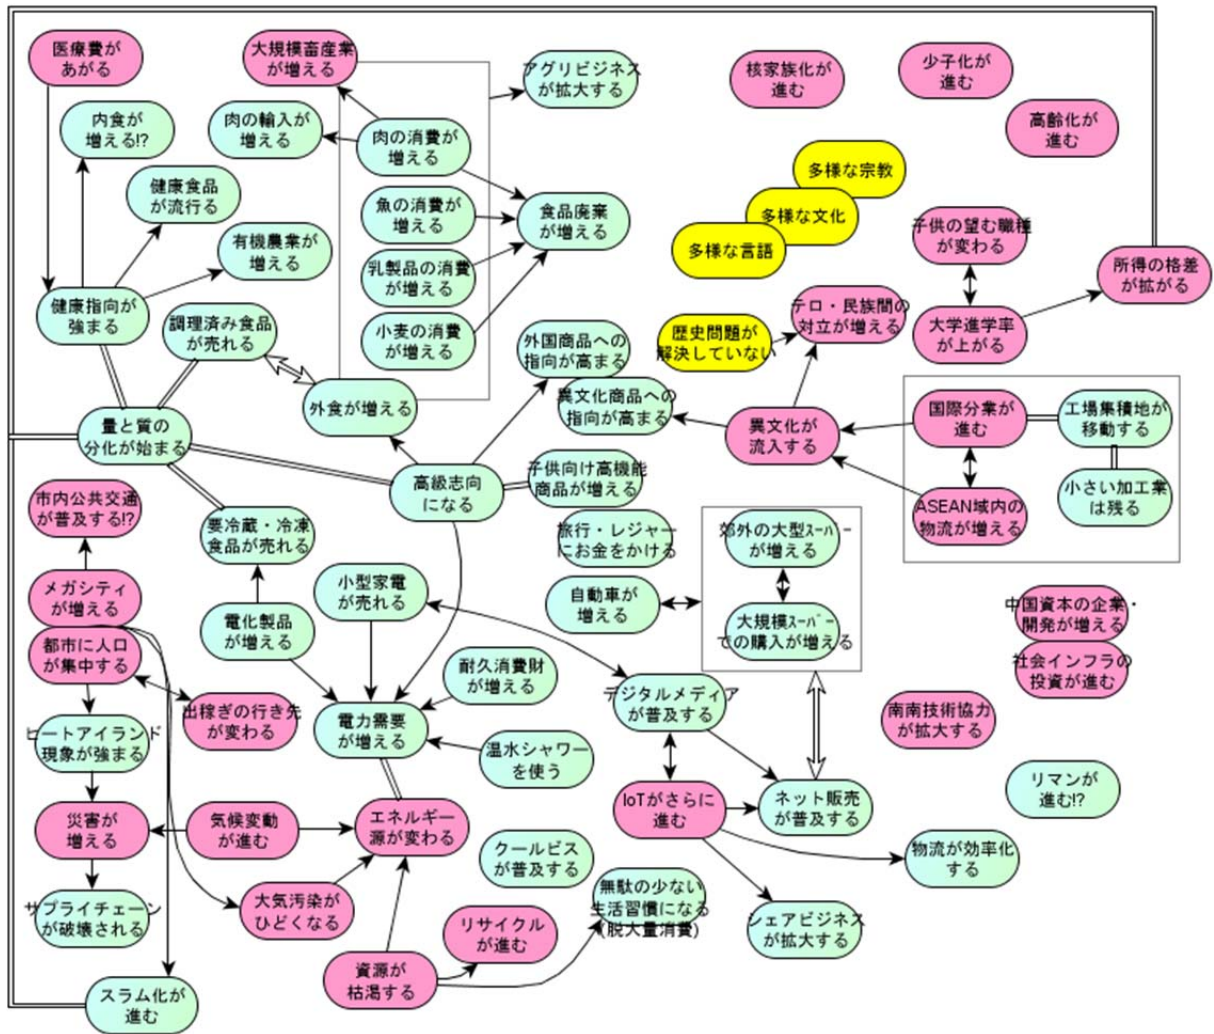 医療費が
あがる
大規模畜産業
が増える
アグリビジネス
が拡大する
核家族化が
進む
少子化が
進む
高齢化が
進む
内食が
増える!?
肉の輸入が
増える
肉の消費が
増える
健康食品
が流行る
魚の消費が
増える
食品廃棄
が増える
多様な宗教
多様な文化
多様な言語
有機農業が
増える
乳製品の消費
が増える
子供の望む職種
が変わる
所得の格差
が拡がる
健康指向が
強まる
調理済み食品
が売れる
小麦の消費
が増える
外国商品への
指向が高まる
歴史問題が
解決していない
テロ・民族間の
対立が増える
大学進学率
が上がる
外食が増える
異文化商品への
指向が高まる
量と質の
分化が始まる
異文化が
流入する
国際分業が
進む
工場集積地が
移動する
高級志向
になる
子供向け高機能
商品が増える
小さい加工業
は残る
ASEAN域内の
物流が増える
市内公共交通
が普及する!?
要冷蔵・冷凍
食品が売れる
旅行・レジャー
にお金をかける
郊外の大型ｽｰﾊﾟｰ
が増える
メガシティ
が増える
小型家電
が売れる
自動車が
増える
大規模ｽｰﾊﾟｰ
での購入が増える
中国資本の企業・
開発が増える
都市に人口
が集中する
電化製品
が増える
社会インフラの
投資が進む
耐久消費財
が増える
デジタルメディア
が普及する
出稼ぎの行き先
が変わる
電力需要
が増える
南南技術協力
が拡大する
ヒートアイランド
現象が強まる
温水シャワー
を使う
リマンが
進む!?
災害が
増える
気候変動
が進む
エネルギー
源が変わる
IoTがさらに
進む
ネット販売
が普及する
クールビス
が普及する
物流が効率化
する
サプライチェーン
が破壊される
大気汚染が
ひどくなる
リサイクル
が進む
無駄の少ない
生活習慣になる
(脱大量消費)
シェアビジネス
が拡大する
資源が
枯渇する
スラム化が
進む